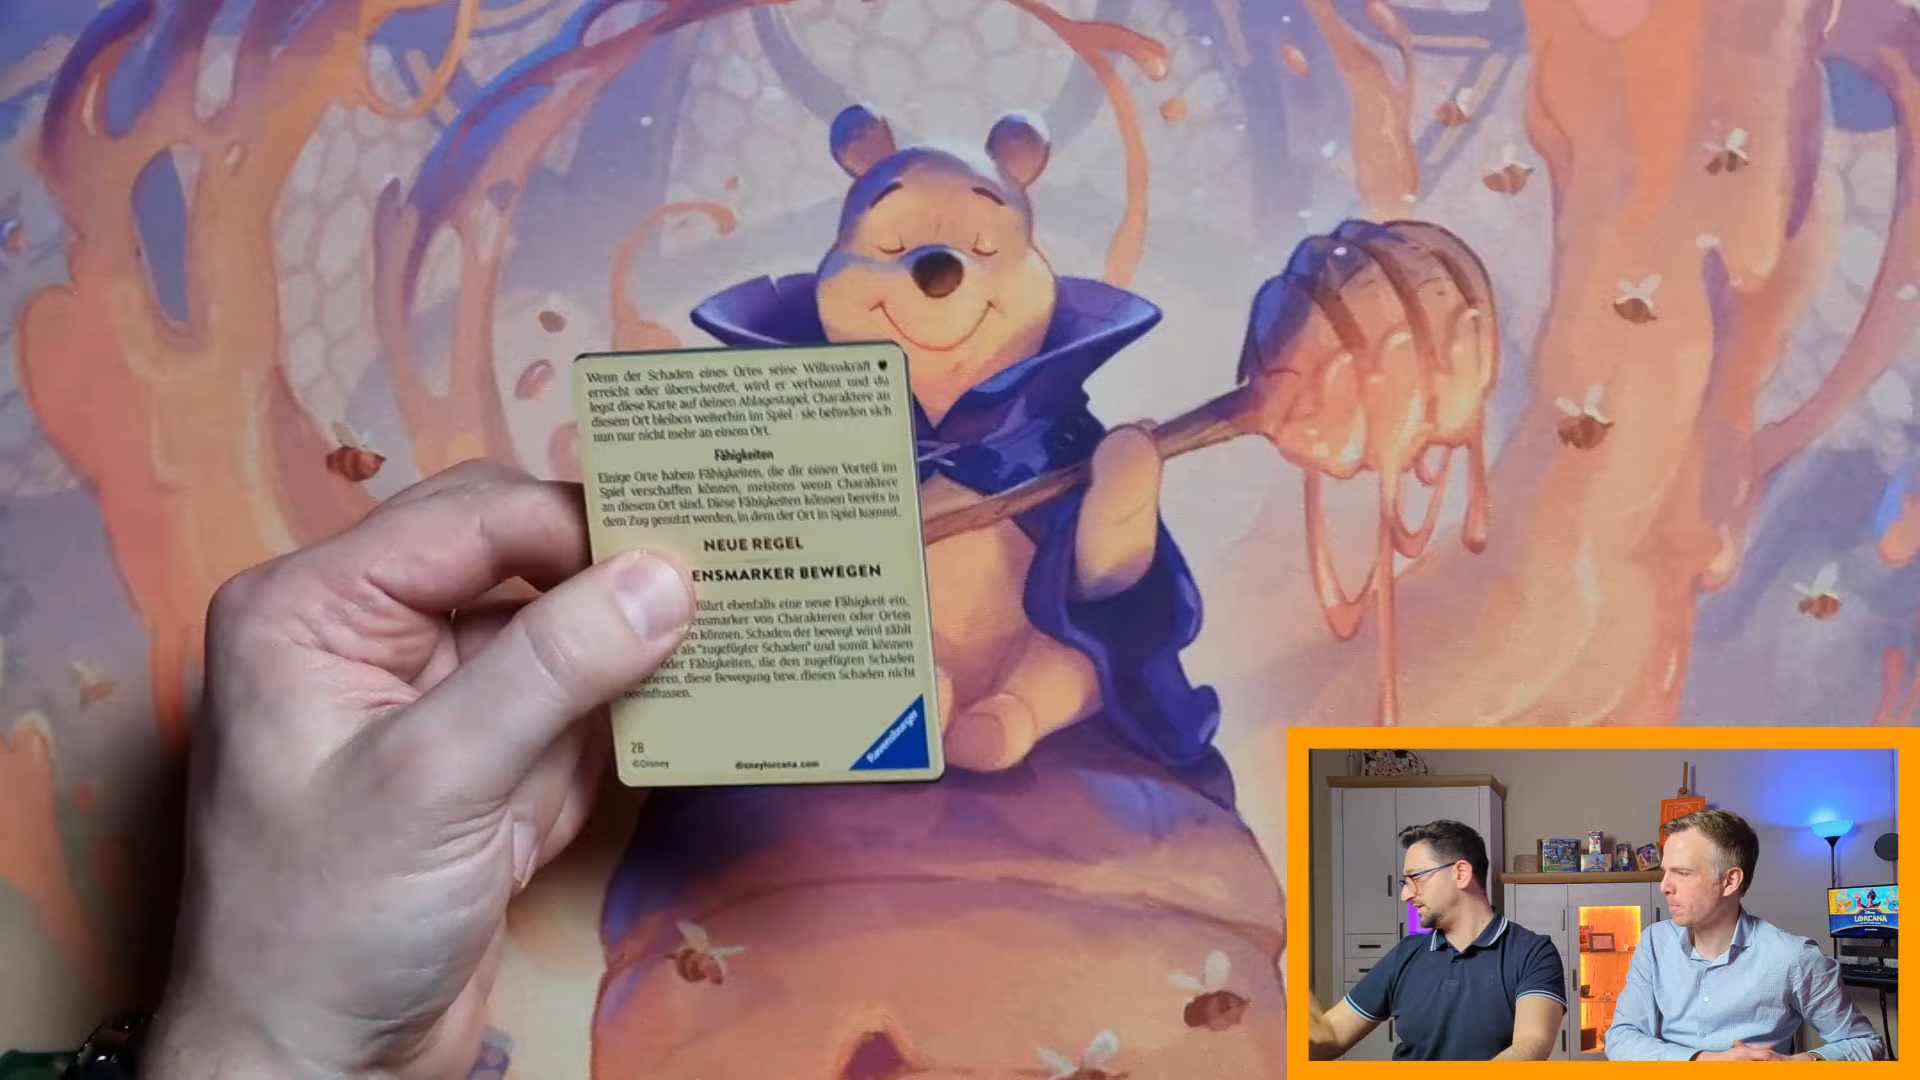 Wenn der Schaden eines Ortes seine Willenskraft
erreicht oder überschreitet, wird er verbannt und du
legst diese Karte auf deinen Ablagestapel. Charaktere an
diesem Ort bleiben weiterhin im Spiel - sie befinden sich
nun nur nicht mehr an einem Ort.
Fähigkeiten
Einige Orte haben Fähigkeiten, die dir einen Vorteil im
Spiel verschaffen können, meistens wenn Charaktere
an diesem Ort sind. Diese Fähigkeiten können bereits in
dem Zug genutzt werden, in dem der Ort in Spiel kommt.
NEUE REGEL
ENSMARKER BEWEGEN
führt ebenfalls eine neue Fähigkeit ein,
ensmarker von Charakteren oder Orten
en können. Schaden der bewegt wird zählt
als "zugefügter Schaden" und somit können
oder Fähigkeiten, die den zugefügten Schaden
zieren, diese Bewegung bzw. diesen Schaden nicht
beeinflussen.
2B
©Disney
disneylorcana.com
Ravensburger
Disney
LORCANA